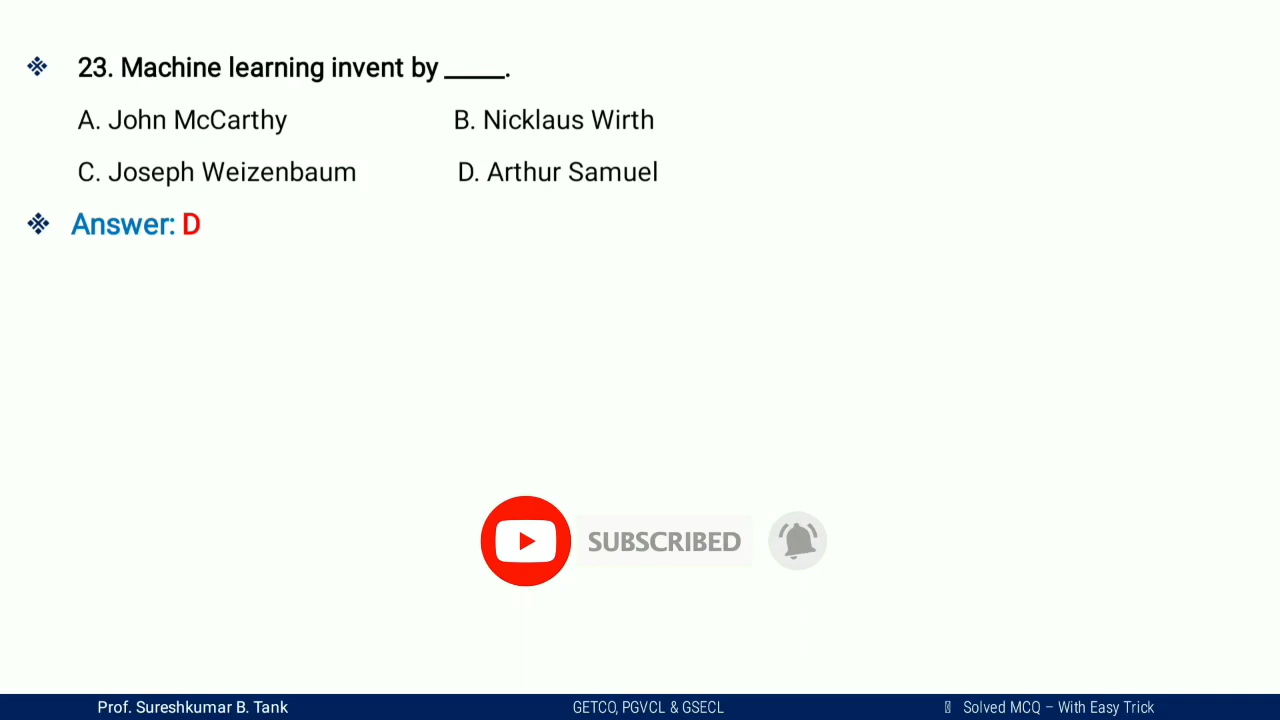 23. Machine learning invent by _____.
A. John McCarthy B. Nicklaus Wirth
C. Joseph Weizenbaum D. Arthur Samuel
Answer: D
SUBSCRIBED
Prof. Sureshkumar B. Tank GETCO, PGVCL & GSECL Solved MCQ – With Easy Trick